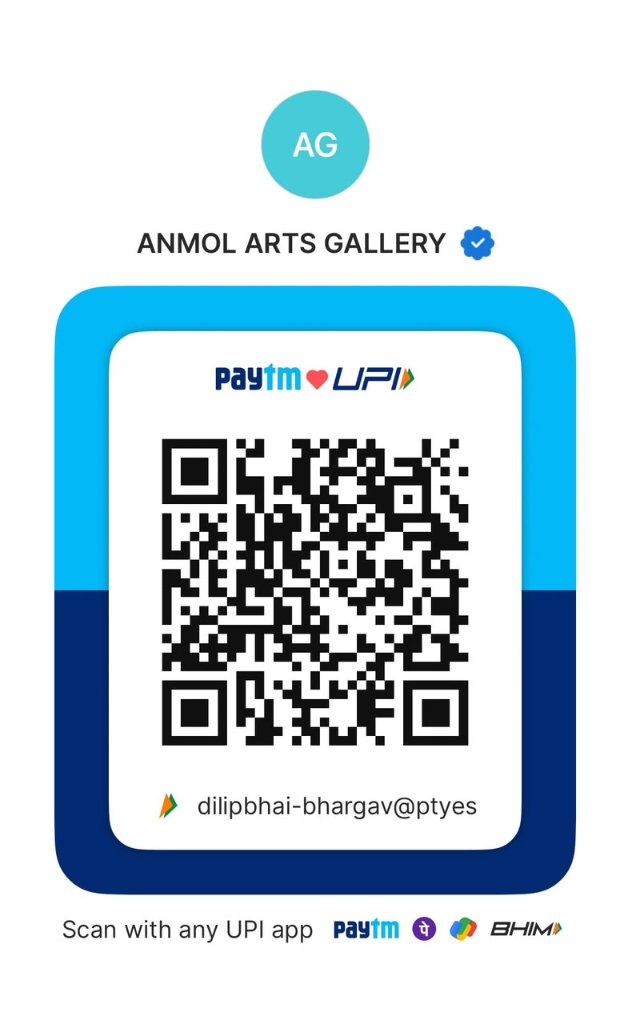 AG
ANMOL ARTS GALLERY
paytm UPI
dilipbhai-bhargav@ptyes
Scan with any UPI app paytm पे BHIM